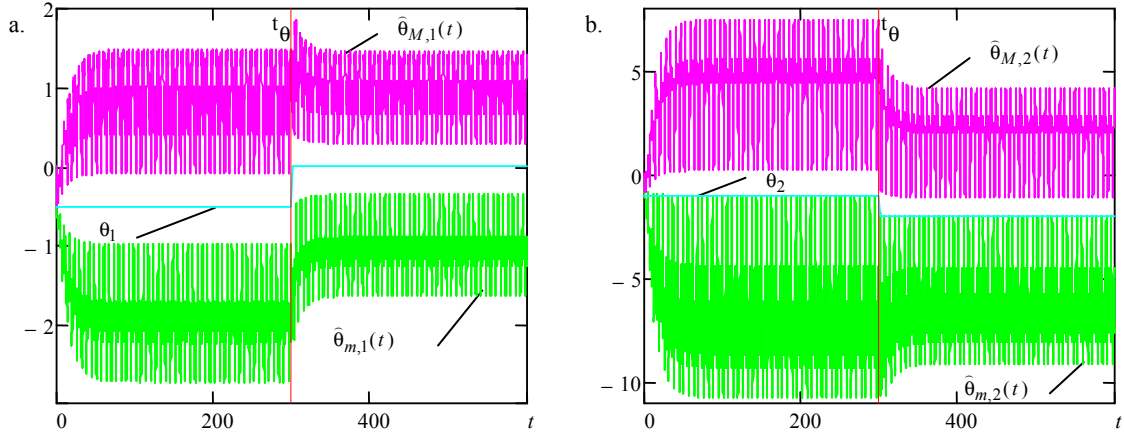 a.
2
1
0
− 1
− 2
0
200
400
t
t_θ
θ̂_{M,1}(t)
θ_1
θ̂_{m,1}(t)
b.
5
0
−5
−10
0
200
400
t
t_θ
θ̂_{M,2}(t)
θ_2
θ̂_{m,2}(t)